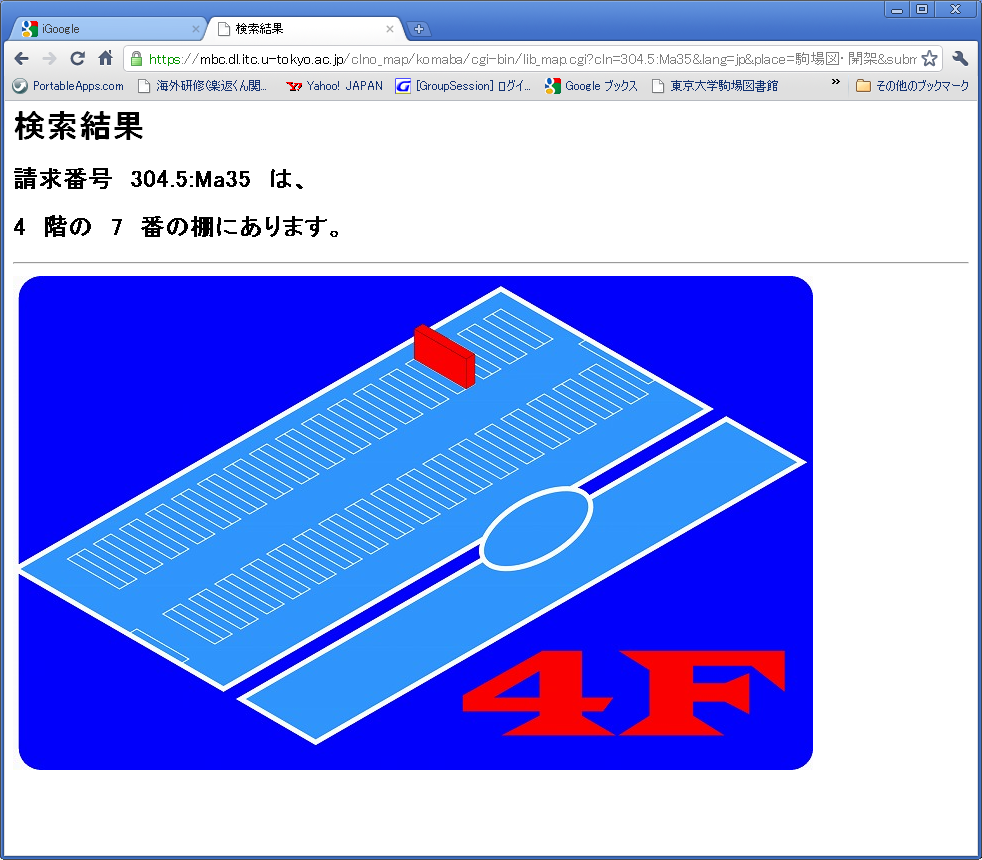 iGoogle
検索結果
https://mbc.dl.itc.u-tokyo.ac.jp/clno_map/komaba/cgi-bin/lib_map.cgi?cln=304.5:Ma35&lang=jp&place=駒場図・開架&subm
PortableApps.com 海外研修(楽返くん関... Yahoo! JAPAN [GroupSession] ログイ... Google ブックス 東京大学駒場図書館 » その他のブックマーク
検索結果
請求番号 304.5:Ma35 は、
4 階の 7 番の棚にあります。
4F